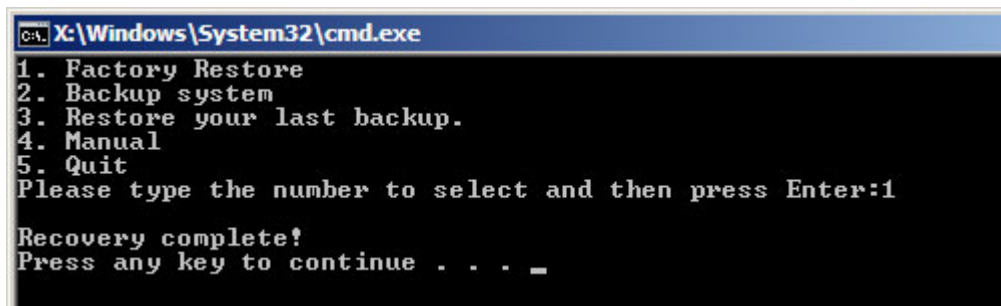 X:\Windows\System32\cmd.exe
1. Factory Restore
2. Backup system
3. Restore your last backup.
4. Manual
5. Quit
Please type the number to select and then press Enter:1
Recovery complete!
Press any key to continue . . . _